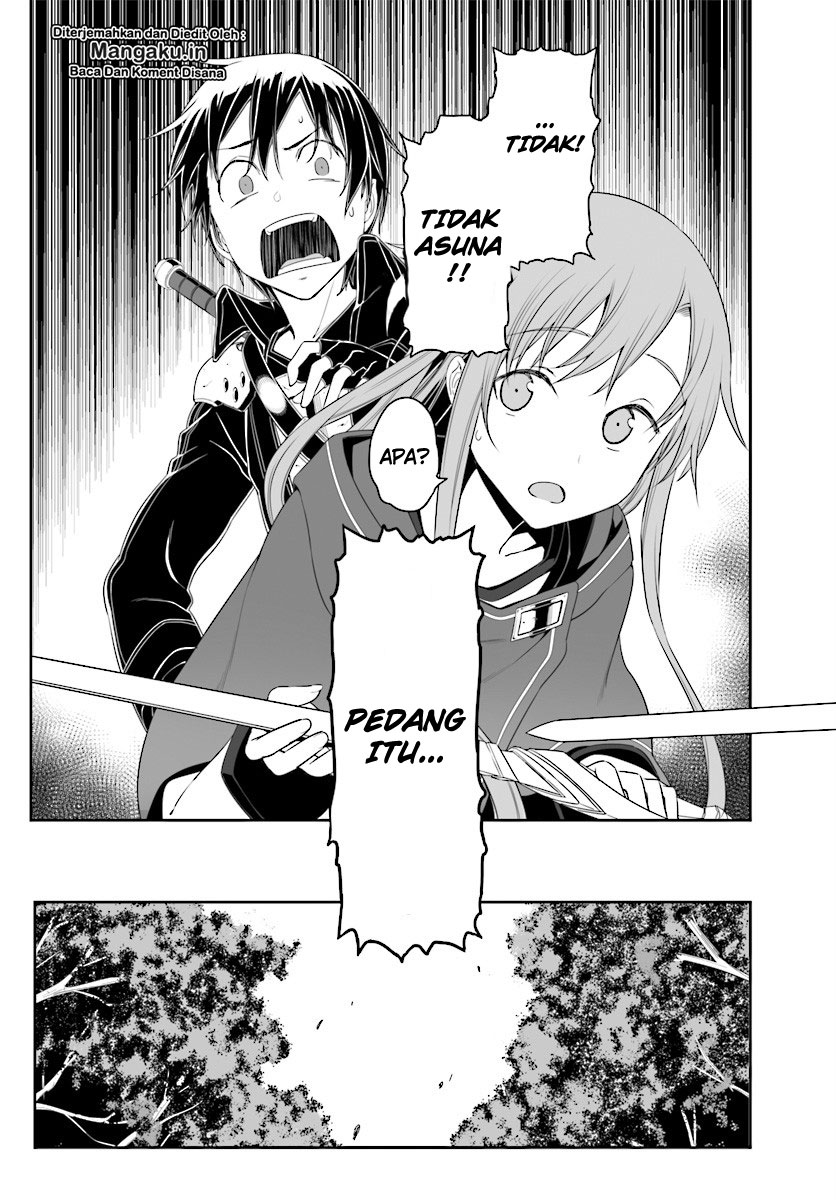 Diterjemahkan dan Diedit Oleh :
Mangaku.in
Baca Dan Koment Disana
...
TIDAK!
TIDAK
ASUNA
!!
APA?
PEDANG
ITU...